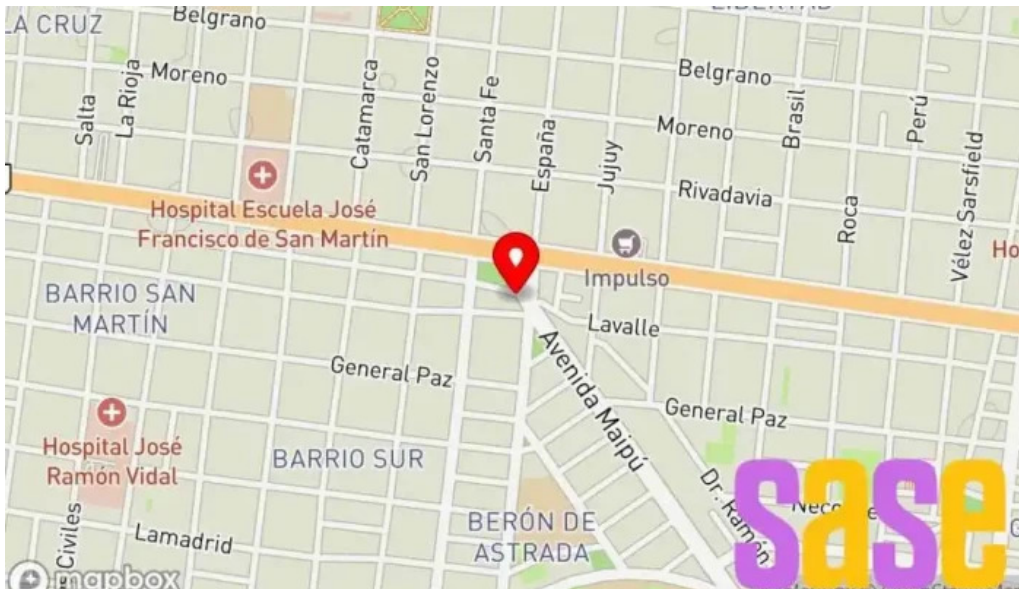 LA CRUZ
Belgrano
LIBERTAD
Moreno
Belgrano
Salta
La Rioja
Catamarca
San Lorenzo
Santa Fe
España
Jujuy
Moreno
Brasil
Perú
Vélez Sarsfield
Rivadavia
Roca
Hospital Escuela José
Francisco de San Martín
Impulso
Ho
BARRIO SAN
MARTÍN
Lavalle
General Paz
Avenida Maipú
General Paz
Hospital José
Ramón Vidal
BARRIO SUR
Dr. Ramón
sase
BERÓN DE
ASTRADA
Lamadrid
Civiles
mapbox